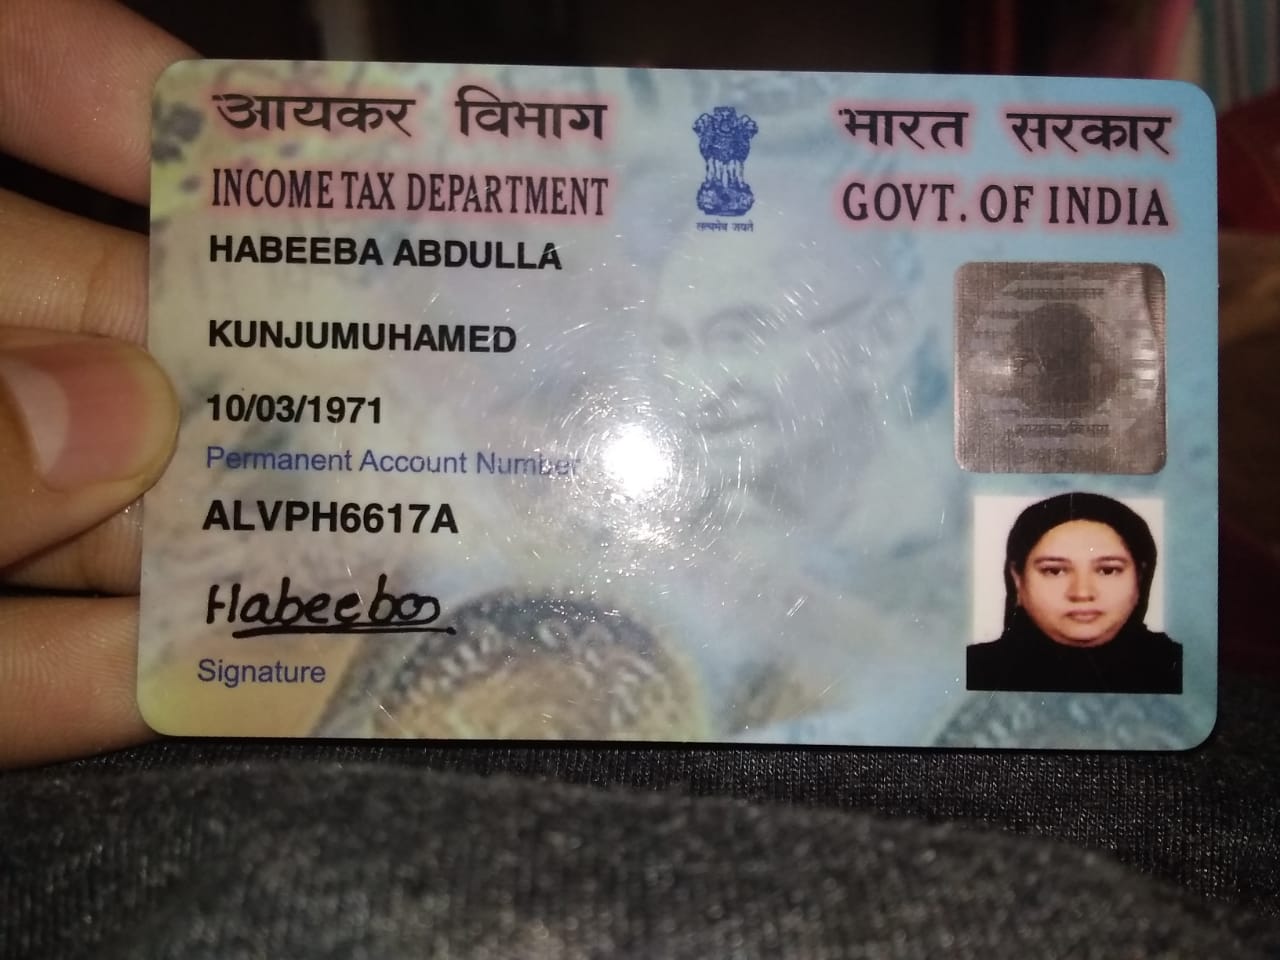 आयकर विभाग
भारत सरकार
INCOME TAX DEPARTMENT
GOVT. OF INDIA
सत्यमेव जयते
HABEEBA ABDULLA
KUNJUMUHAMED
10/03/1971
Permanent Account Number
ALVPH6617A
Habeeba
Signature